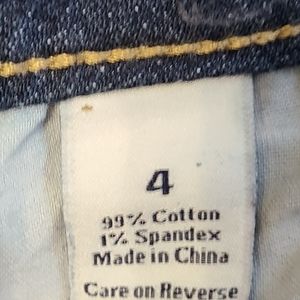 4
99% Cotton
1% Spandex
Made in China
Care on Reverse